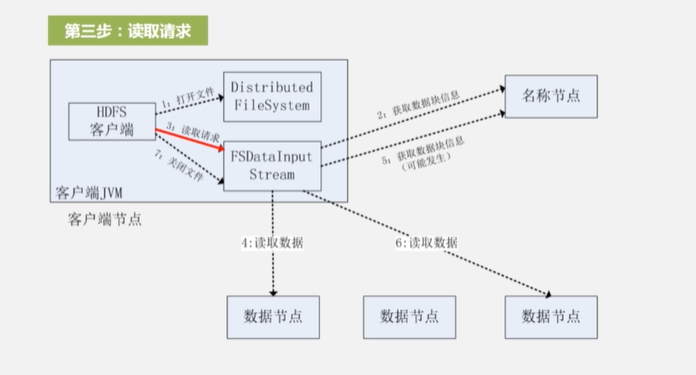 第三步：读取请求
Distributed
FileSystem
1：打开文件
HDFS
客户端
3：读取请求
2：获取数据块信息
名称节点
FSDataInput
Stream
7：关闭文件
5：获取数据块信息
（可能发生）
客户端JVM
客户端节点
4:读取数据
6:读取数据
数据节点
数据节点
数据节点